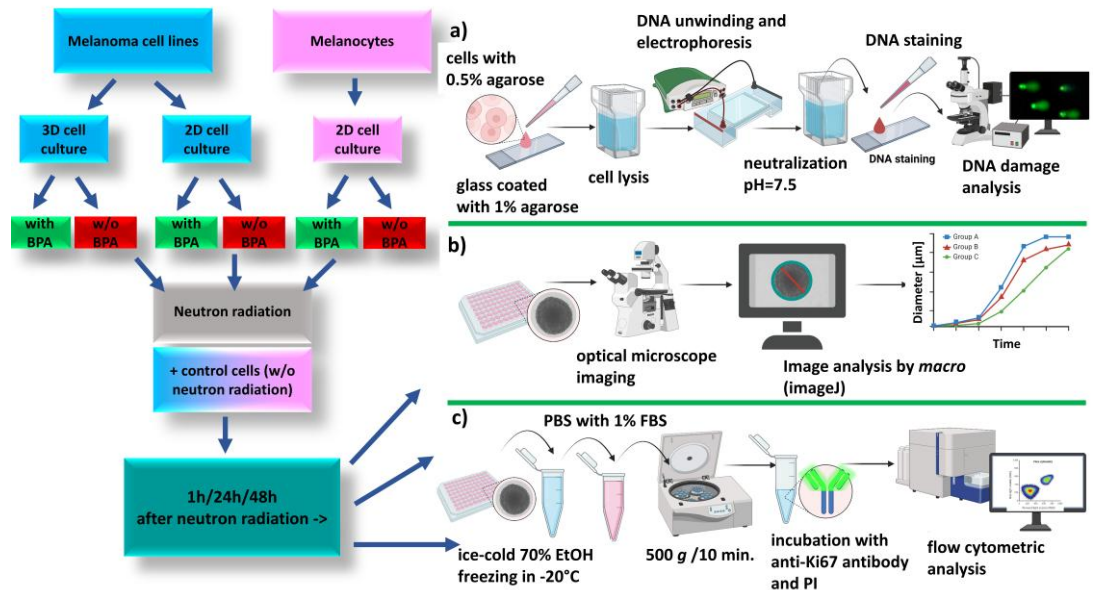 Melanoma cell lines
Melanocytes
3D cell
culture
2D cell
culture
2D cell
culture
with
BPA
w/o
BPA
with
BPA
w/o
BPA
with
BPA
w/o
BPA
Neutron radiation
+ control cells (w/o
neutron radiation)
1h/24h/48h
after neutron radiation ->
a)
cells with
0.5% agarose
glass coated
with 1% agarose
cell lysis
DNA unwinding and
electrophoresis
neutralization
pH=7.5
DNA staining
DNA staining
DNA damage
analysis
b)
optical microscope
imaging
Image analysis by macro
(imageJ)
Group A
Group B
Group C
Diameter [µm]
Time
c)
PBS with 1% FBS
ice-cold 70% EtOH
freezing in -20°C
500 g /10 min.
incubation with
anti-Ki67 antibody
and PI
flow cytometric
analysis